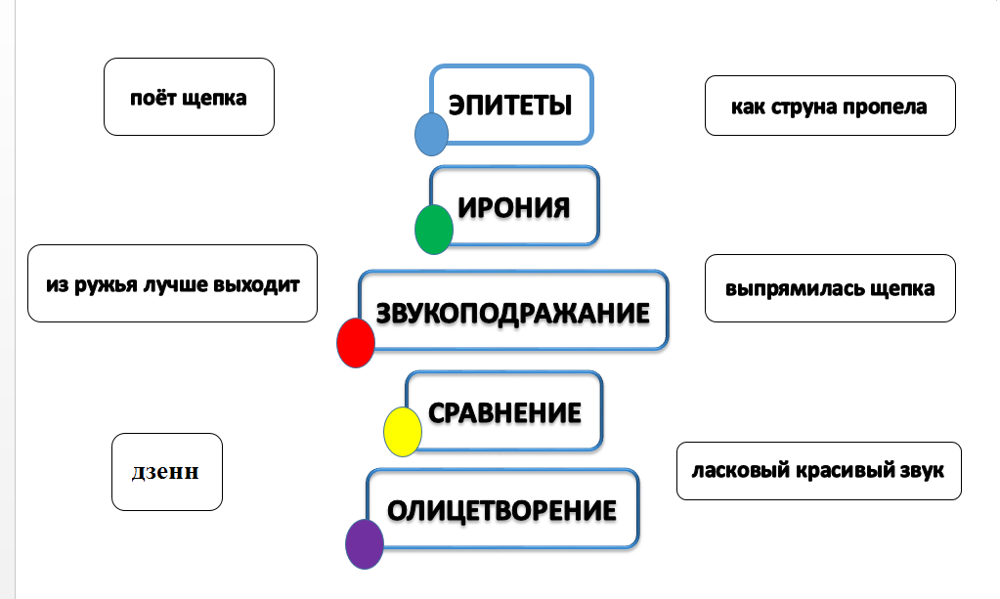 поёт щепка
ЭПИТЕТЫ
как струна пропела
ИРОНИЯ
из ружья лучше выходит
выпрямилась щепка
ЗВУКОПОДРАЖАНИЕ
СРАВНЕНИЕ
дзенн
ласковый красивый звук
ОЛИЦЕТВОРЕНИЕ